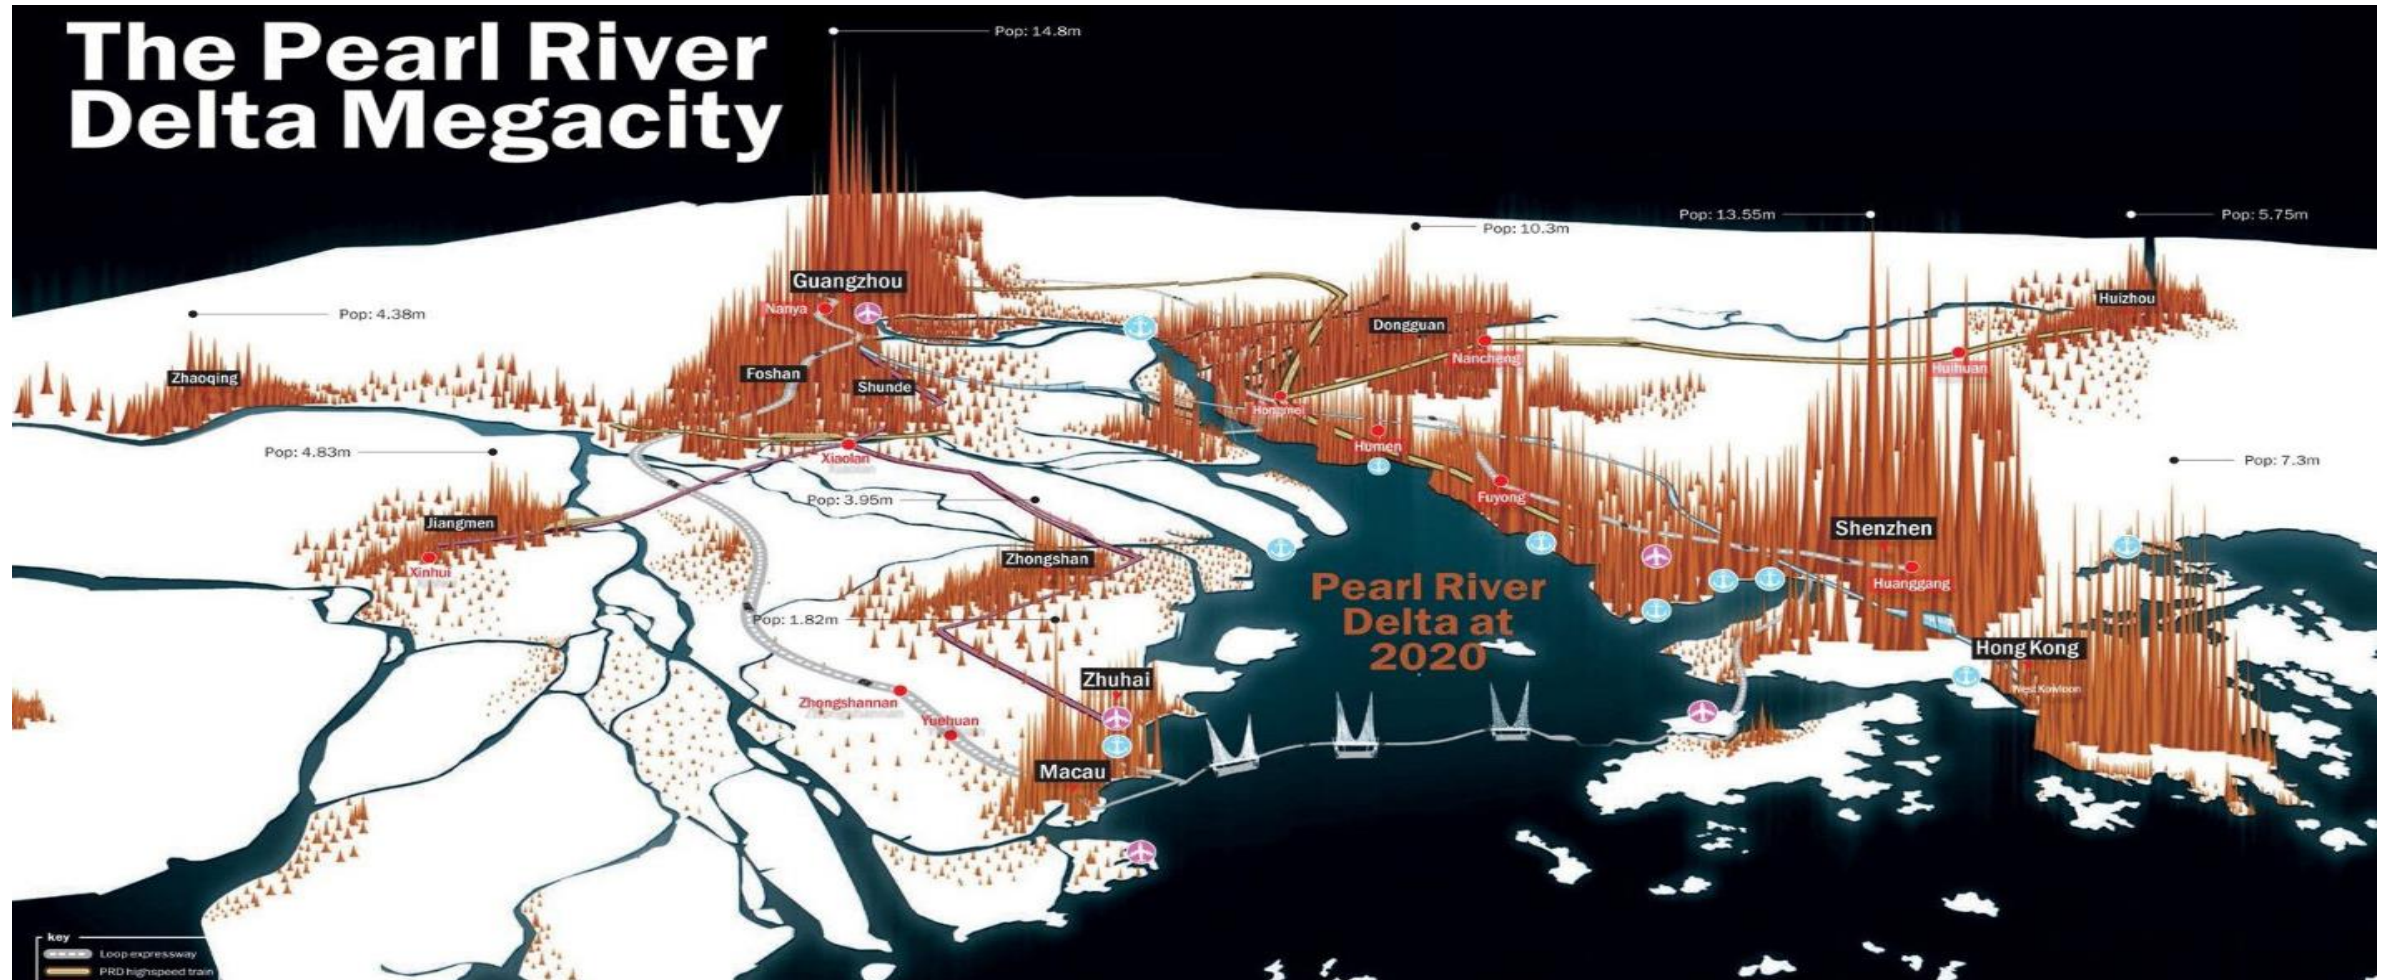 The Pearl River
Delta Megacity
Pop: 14.8m
Pop: 13.55m
Pop: 5.75m
Pop: 10.3m
Guangzhou
Nanya
Huizhou
Pop: 4.38m
Dongguan
Nancheng
Huihuan
Zhaoqing
Foshan
Shunde
Hongmei
Humen
Pop: 4.83m
Xiaolan
Pop: 7.3m
Pop: 3.95m
Fuyong
Jiangmen
Shenzhen
Xinhui
Zhongshan
Huanggang
Pearl River
Delta at
2020
Pop: 1.82m
Hong Kong
West Kowloon
Zhuhai
Zhongshannan
Yuehuan
Macau
key
Loop expressway
PRD highspeed train